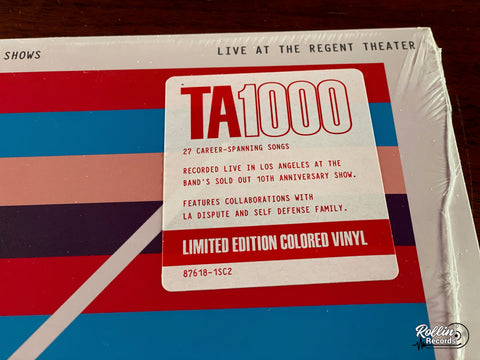 SHOWS
LIVE AT THE REGENT THEATER
TA1000
27 CAREER-SPANNING SONGS
RECORDED LIVE IN LOS ANGELES AT THE
BAND'S SOLD OUT 10TH ANNIVERSARY SHOW.
FEATURES COLLABORATIONS WITH
LA DISPUTE AND SELF DEFENSE FAMILY.
LIMITED EDITION COLORED VINYL
87618-1SC2
Rollin'
Records